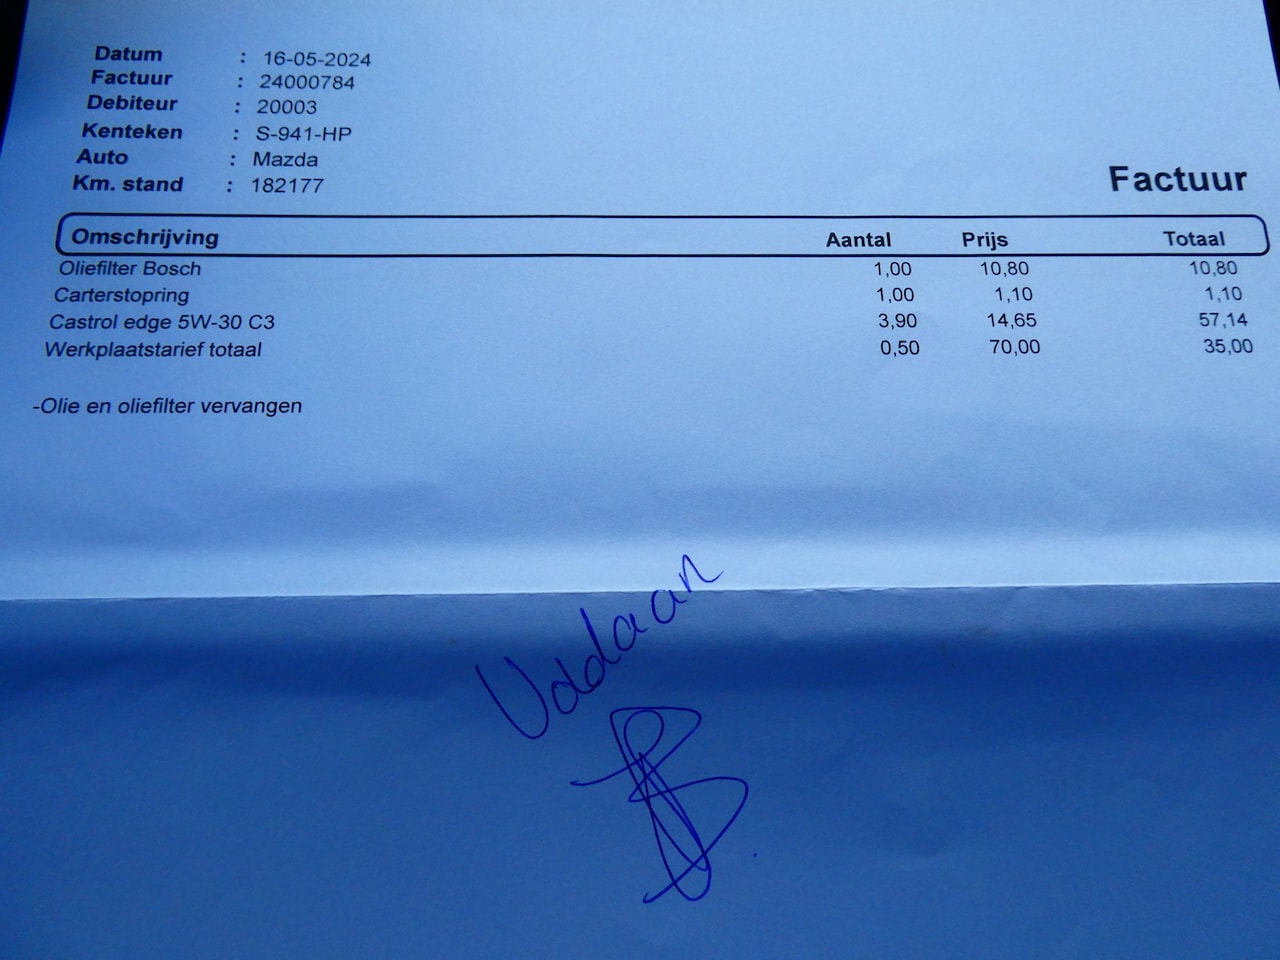 Datum : 16-05-2024
Factuur : 24000784
Debiteur : 20003
Kenteken : S-941-HP
Auto : Mazda
Km. stand : 182177
Factuur
Omschrijving Aantal Prijs Totaal
Oliefilter Bosch 1,00 10,80 10,80
Carterstopring 1,00 1,10 1,10
Castrol edge 5W-30 C3 3,90 14,65 57,14
Werkplaatstarief totaal 0,50 70,00 35,00
-Olie en oliefilter vervangen
Voldaan